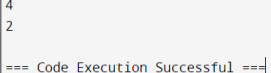 4
2
=== Code Execution Successful ===